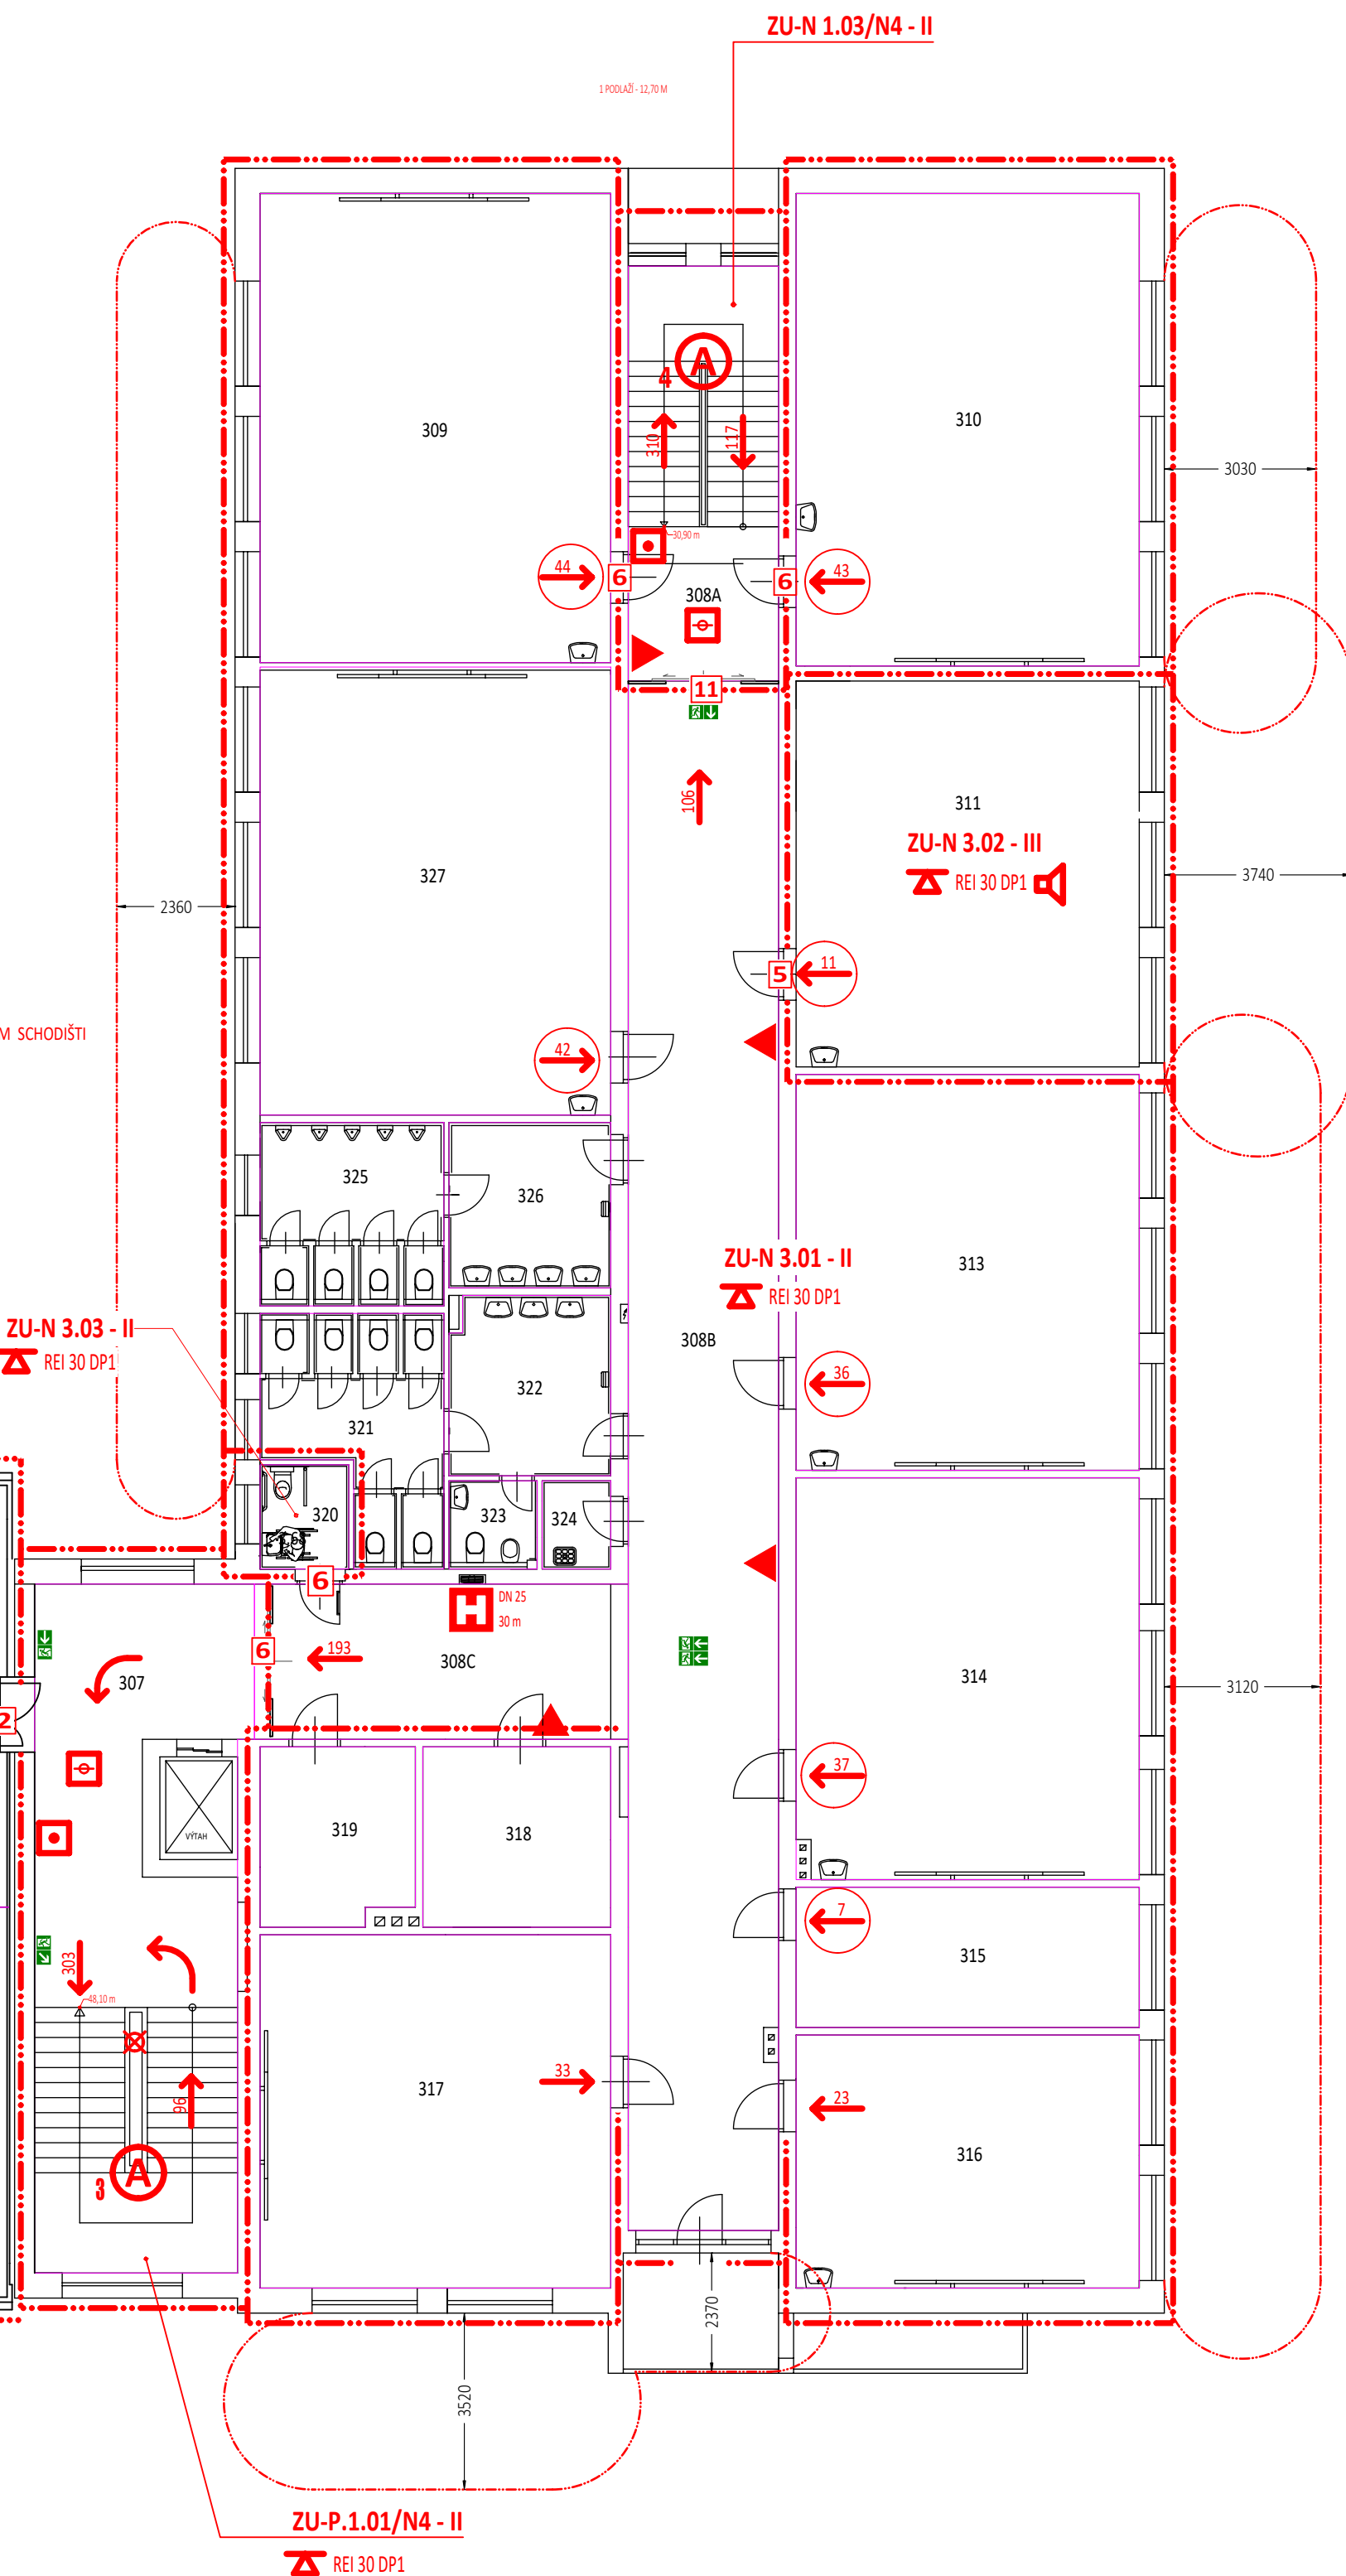 ZU-N 1.03/N4 - II
1 PODLAŽÍ - 12,70 M
A
4
309
310
310
117
3030
30,90 m
44
6
308A
6
43
11
106
311
ZU-N 3.02 - III
REI 30 DP1
327
3740
2360
5
11
M SCHODIŠTI
42
325
326
313
ZU-N 3.01 - II
REI 30 DP1
ZU-N 3.03 - II
REI 30 DP1
308B
322
36
321
320
323
324
6
H
DN 25
30 m
6
193
307
308C
314
3120
2
37
VÝTAH
319
318
7
303
315
48,10 m
33
317
23
96
316
A
3
2370
3520
ZU-P.1.01/N4 - II
REI 30 DP1